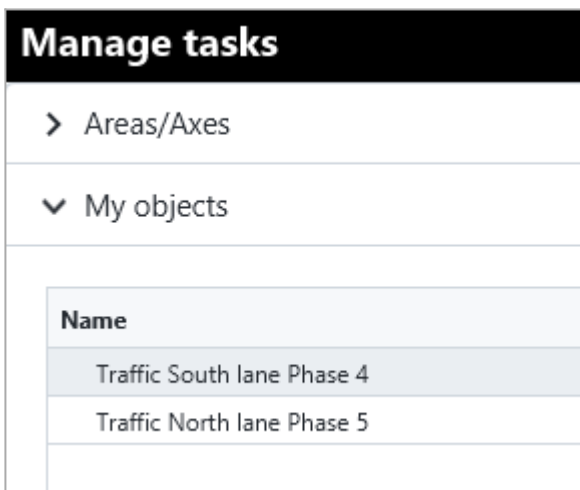 Manage tasks
Areas/Axes
My objects
Name
Traffic South lane Phase 4
Traffic North lane Phase 5